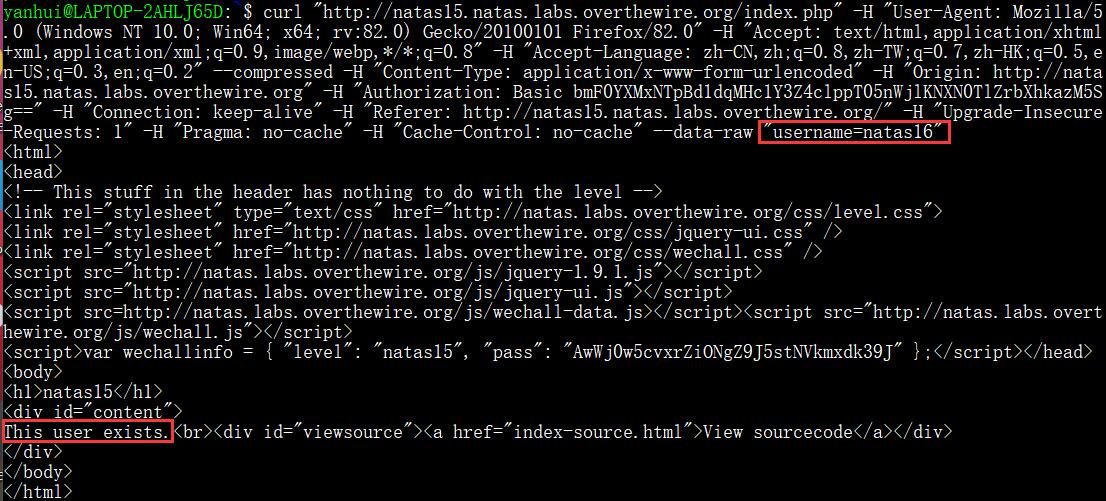 yanhui@LAPTOP-2AHLJ65D: $ curl "http://natas15.natas.labs.overthewire.org/index.php" -H "User-Agent: Mozilla/5.
0 (Windows NT 10.0; Win64; x64; rv:82.0) Gecko/20100101 Firefox/82.0" -H "Accept: text/html,application/xhtml
+xml,application/xml;q=0.9,image/webp,*/*;q=0.8" -H "Accept-Language: zh-CN,zh;q=0.8,zh-TW;q=0.7,zh-HK;q=0.5,e
n-US;q=0.3,en;q=0.2" --compressed -H "Content-Type: application/x-www-form-urlencoded" -H "Origin: http://nata
s15.natas.labs.overthewire.org" -H "Authorization: Basic bmF0YXMxNTpBd1dqMHc1Y3Z4clppT05nWjlKNXN0TlZrbXhkazM5S
g==" -H "Connection: keep-alive" -H "Referer: http://natas15.natas.labs.overthewire.org/" -H "Upgrade-Insecure
-Requests: 1" -H "Pragma: no-cache" -H "Cache-Control: no-cache" --data-raw "username=natas16"
<html>
<head>
<!-- This stuff in the header has nothing to do with the level -->
<link rel="stylesheet" type="text/css" href="http://natas.labs.overthewire.org/css/level.css">
<link rel="stylesheet" href="http://natas.labs.overthewire.org/css/jquery-ui.css" />
<link rel="stylesheet" href="http://natas.labs.overthewire.org/css/wechall.css" />
<script src="http://natas.labs.overthewire.org/js/jquery-1.9.1.js"></script>
<script src="http://natas.labs.overthewire.org/js/jquery-ui.js"></script>
<script src=http://natas.labs.overthewire.org/js/wechall-data.js></script><script src="http://natas.labs.overt
hewire.org/js/wechall.js"></script>
<script>var wechallinfo = { "level": "natas15", "pass": "AwWj0w5cvxrZiONgZ9J5stNVkmxdk39J" };</script></head>
<body>
<h1>natas15</h1>
<div id="content">
This user exists.<br><div id="viewsource"><a href="index-source.html">View sourcecode</a></div>
</div>
</body>
</html>